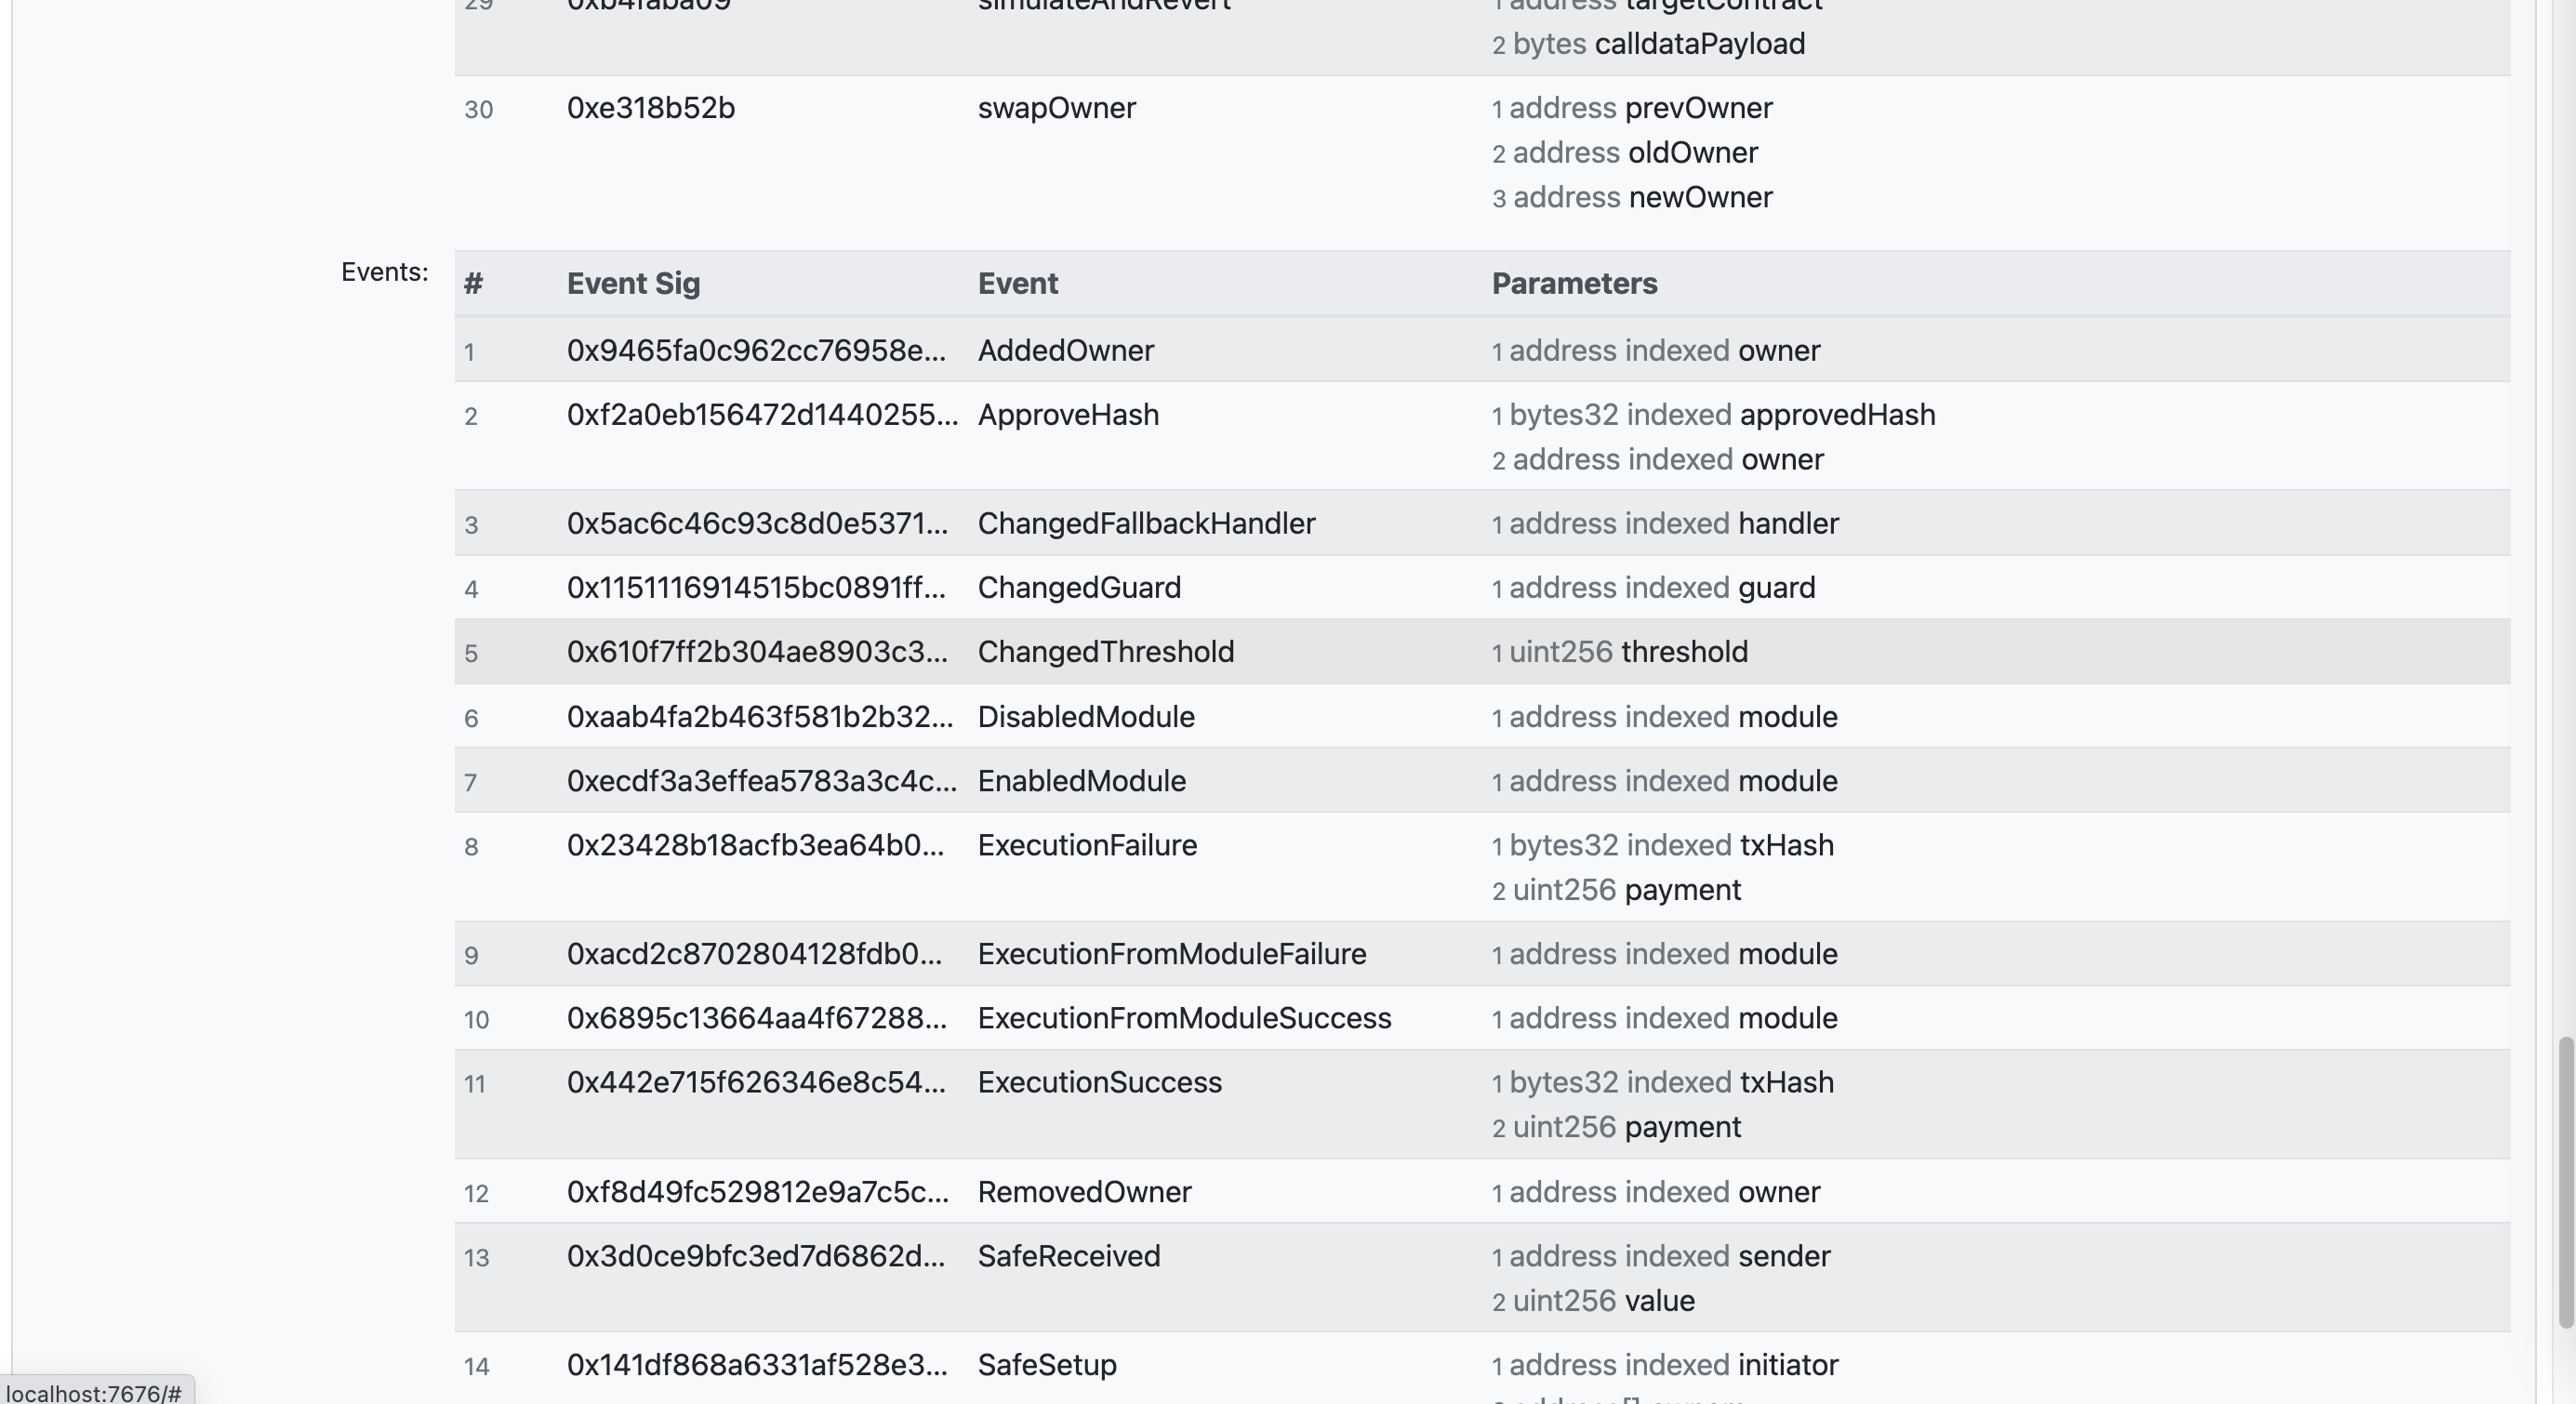 29 0xb4faba09 simulateAndRevert 1 address targetContract
2 bytes calldataPayload
30 0xe318b52b swapOwner 1 address prevOwner
2 address oldOwner
3 address newOwner
Events:
# Event Sig Event Parameters
1 0x9465fa0c962cc76958e... AddedOwner 1 address indexed owner
2 0xf2a0eb156472d1440255... ApproveHash 1 bytes32 indexed approvedHash
2 address indexed owner
3 0x5ac6c46c93c8d0e5371... ChangedFallbackHandler 1 address indexed handler
4 0x1151116914515bc0891ff... ChangedGuard 1 address indexed guard
5 0x610f7ff2b304ae8903c3... ChangedThreshold 1 uint256 threshold
6 0xaab4fa2b463f581b2b32... DisabledModule 1 address indexed module
7 0xecdf3a3effea5783a3c4c... EnabledModule 1 address indexed module
8 0x23428b18acfb3ea64b0... ExecutionFailure 1 bytes32 indexed txHash
2 uint256 payment
9 0xacd2c8702804128fdb0... ExecutionFromModuleFailure 1 address indexed module
10 0x6895c13664aa4f67288... ExecutionFromModuleSuccess 1 address indexed module
11 0x442e715f626346e8c54... ExecutionSuccess 1 bytes32 indexed txHash
2 uint256 payment
12 0xf8d49fc529812e9a7c5c... RemovedOwner 1 address indexed owner
13 0x3d0ce9bfc3ed7d6862d... SafeReceived 1 address indexed sender
2 uint256 value
14 0x141df868a6331af528e3... SafeSetup 1 address indexed initiator
localhost:7676/#